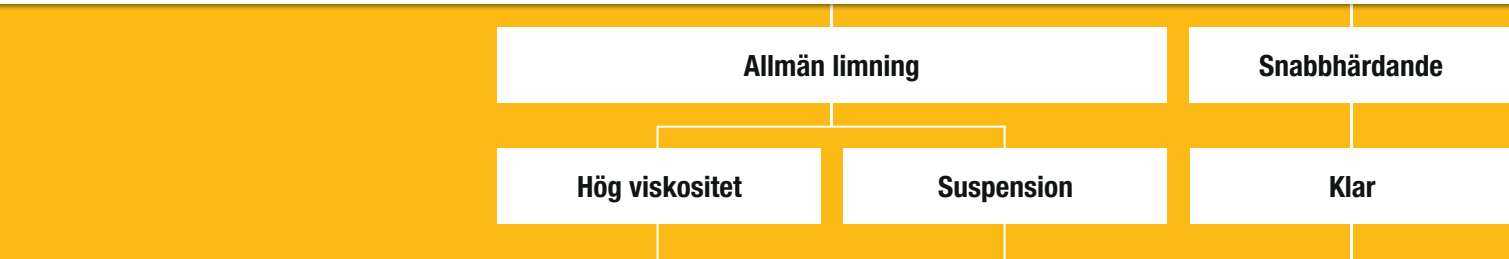 Allmän limning
Snabbhärdande
Hög viskositet
Suspension
Klar